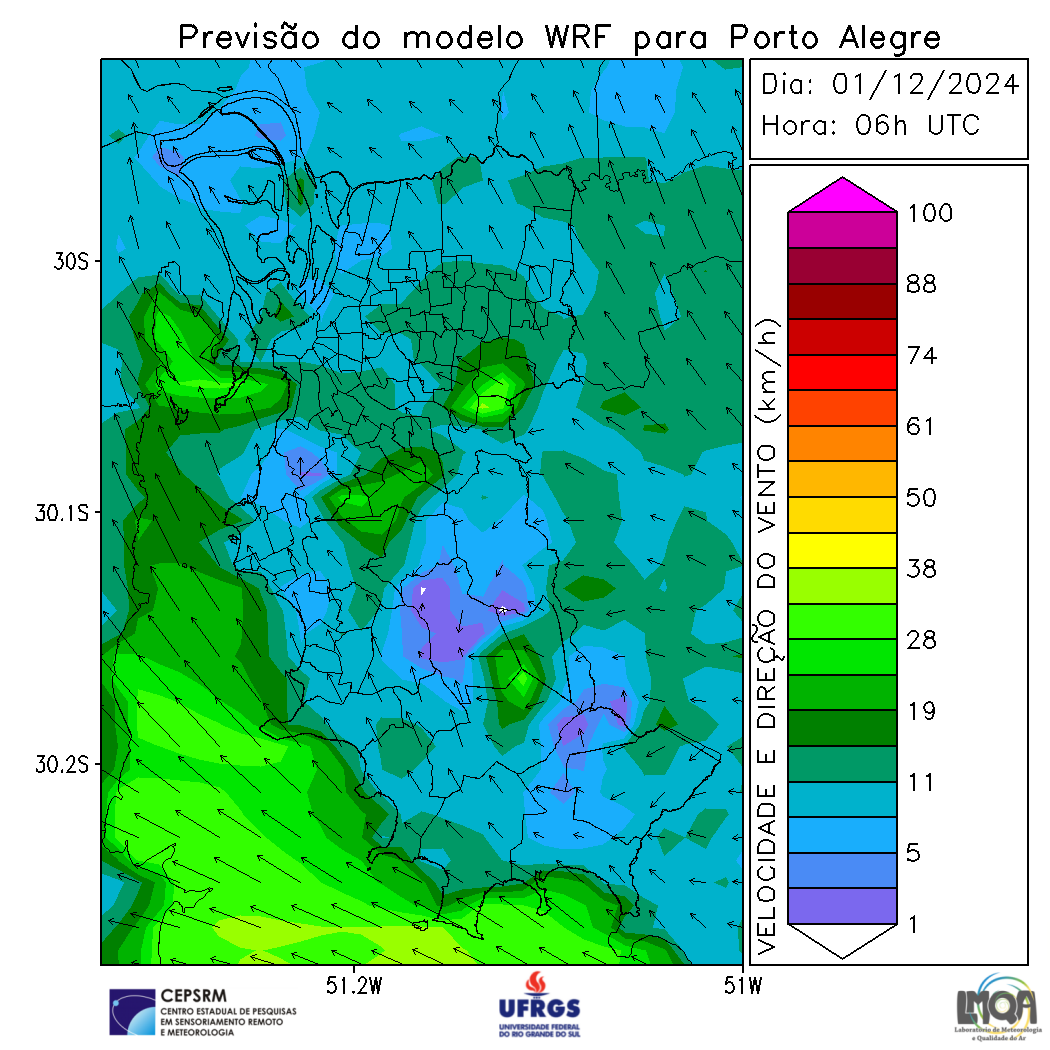 Previsão do modelo WRF para Porto Alegre
Dia: 01/12/2024
Hora: 06h UTC
30S
30.1S
30.2S
51.2W
51W
VELOCIDADE E DIREÇÃO DO VENTO (km/h)
100
88
74
61
50
38
28
19
11
5
1
CEPSRM
CENTRO ESTADUAL DE PESQUISAS
EM SENSORIAMENTO REMOTO
E METEOROLOGIA
UFRGS
UNIVERSIDADE FEDERAL
DO RIO GRANDE DO SUL
LMQA
Laboratório de Meteorologia
e Qualidade do Ar